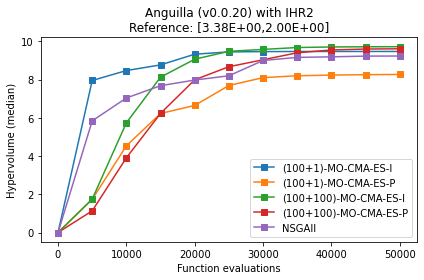 Anguilla (v0.0.20) with IHR2
Reference: [3.38E+00,2.00E+00]
Hypervolume (median)
10
8
6
4
2
0
(100+1)-MO-CMA-ES-I
(100+1)-MO-CMA-ES-P
(100+100)-MO-CMA-ES-I
(100+100)-MO-CMA-ES-P
NSGAII
0 10000 20000 30000 40000 50000
Function evaluations